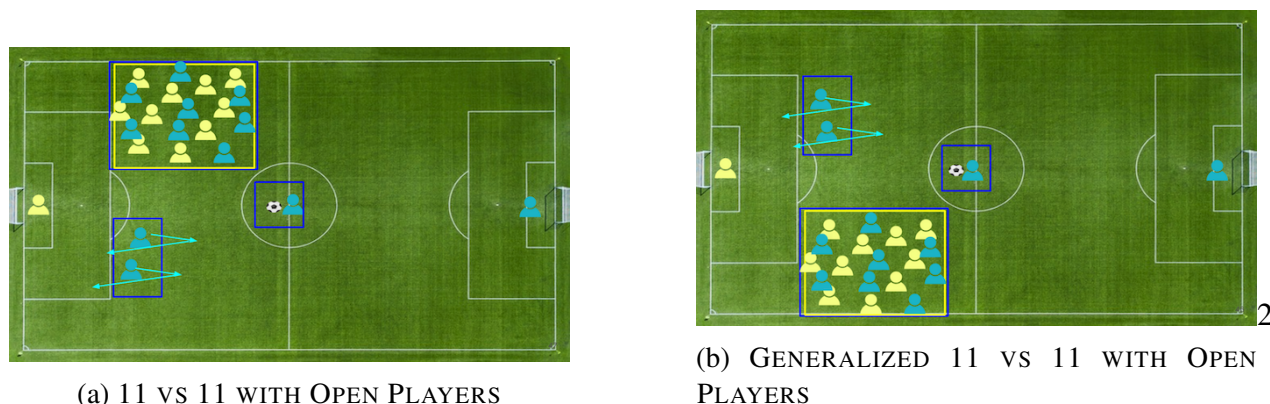 2
(a) 11 VS 11 WITH OPEN PLAYERS
(b) GENERALIZED 11 VS 11 WITH OPEN
PLAYERS